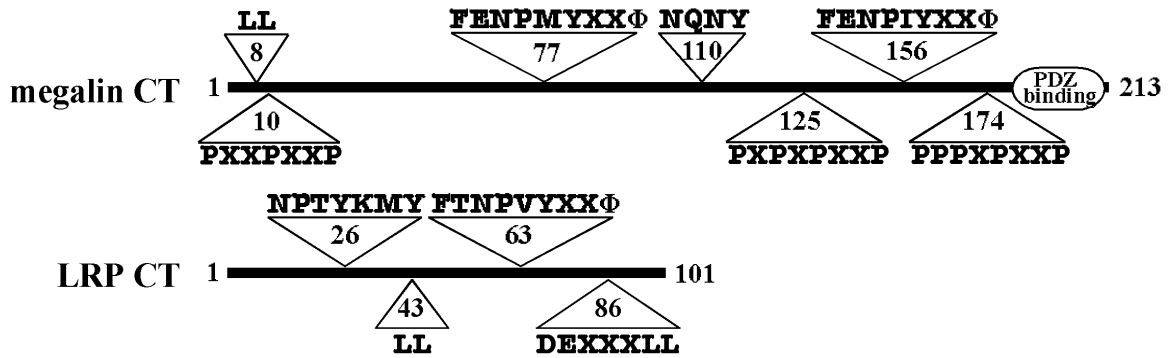 LL FENPMYXXΦ NQNY FENPIYXXΦ
8 77 110 156
megalin CT 1 PDZ binding 213
10 125 174
PXXPXXP PXPXPXXP PPPXPXXP
NPTYKMY FTNPVYXXΦ
26 63
LRP CT 1 101
43 86
LL DEXXXLL